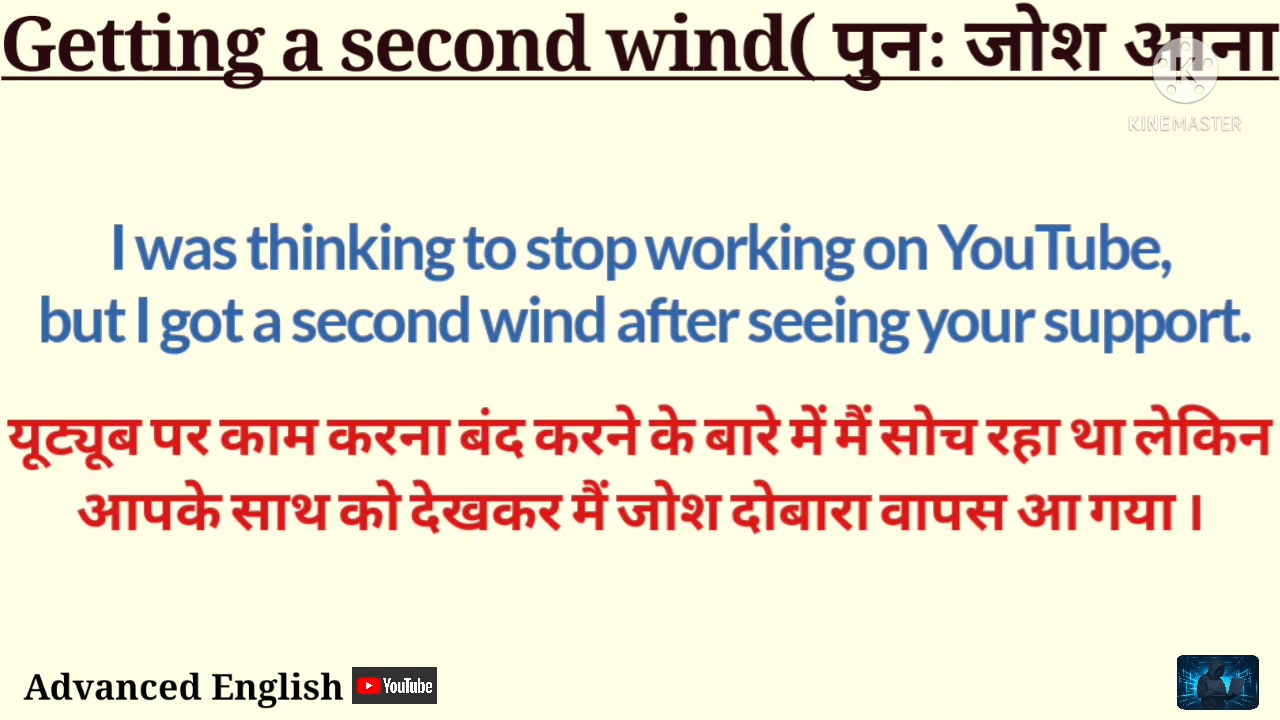 Getting a second wind( पुनः जोश आना
KINEMASTER
I was thinking to stop working on YouTube,
but I got a second wind after seeing your support.
यूट्यूब पर काम करना बंद करने के बारे में मैं सोच रहा था लेकिन
आपके साथ को देखकर मैं जोश दोबारा वापस आ गया ।
Advanced English YouTube